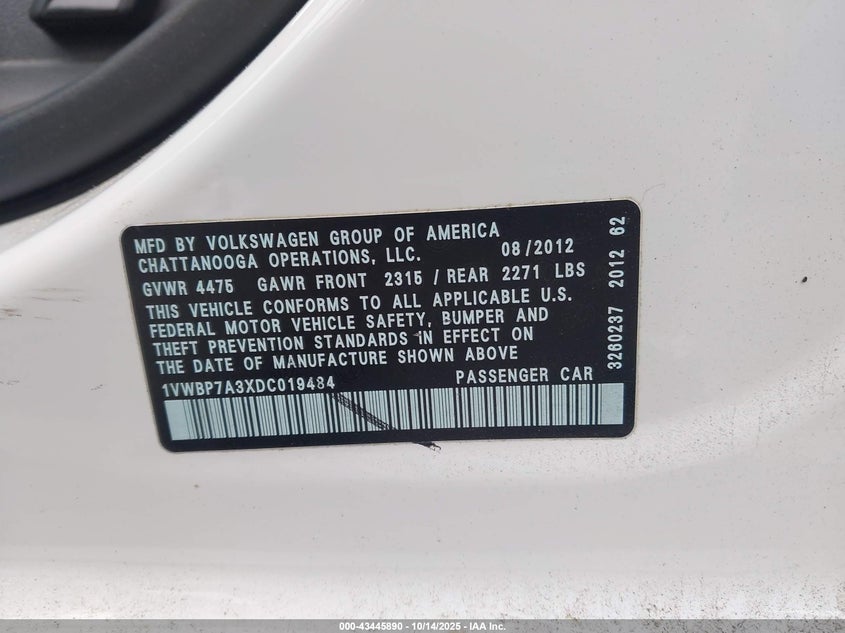 MFD BY VOLKSWAGEN GROUP OF AMERICA
CHATTANOOGA OPERATIONS, LLC. 08/2012
GVWR 4475 GAWR FRONT 2315 / REAR 2271 LBS
THIS VEHICLE CONFORMS TO ALL APPLICABLE U.S.
FEDERAL MOTOR VEHICLE SAFETY, BUMPER AND
THEFT PREVENTION STANDARDS IN EFFECT ON
THE DATE OF MANUFACTURE SHOWN ABOVE
1VWBP7A3XDC019484 PASSENGER CAR
3260237 2012 62
000-43445890 - 10/14/2025 - IAA Inc.